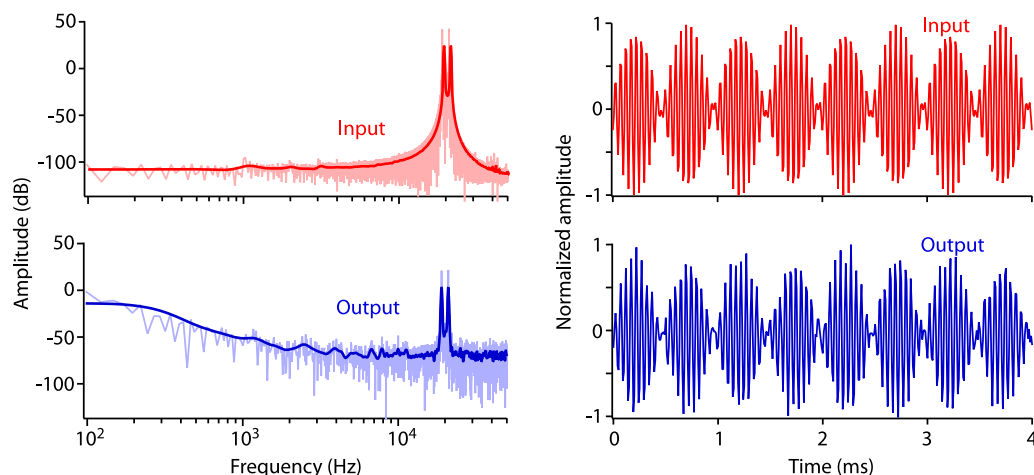 50
0
-50
-100
Input
Amplitude (dB)
50
0
-50
-100
Output
10² 10³ 10⁴
Frequency (Hz)
1
0
-1
Input
Normalized amplitude
1
0
-1
Output
0 1 2 3 4
Time (ms)